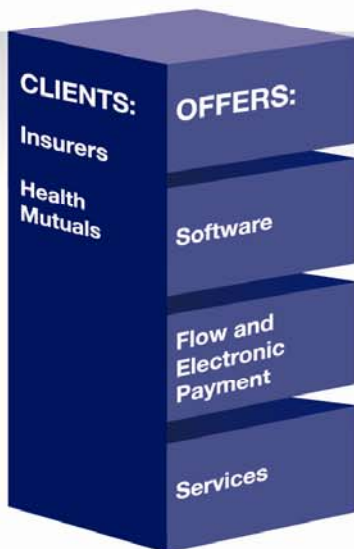 CLIENTS:
Insurers
Health
Mutuals
OFFERS:
Software
Flow and
Electronic
Payment
Services